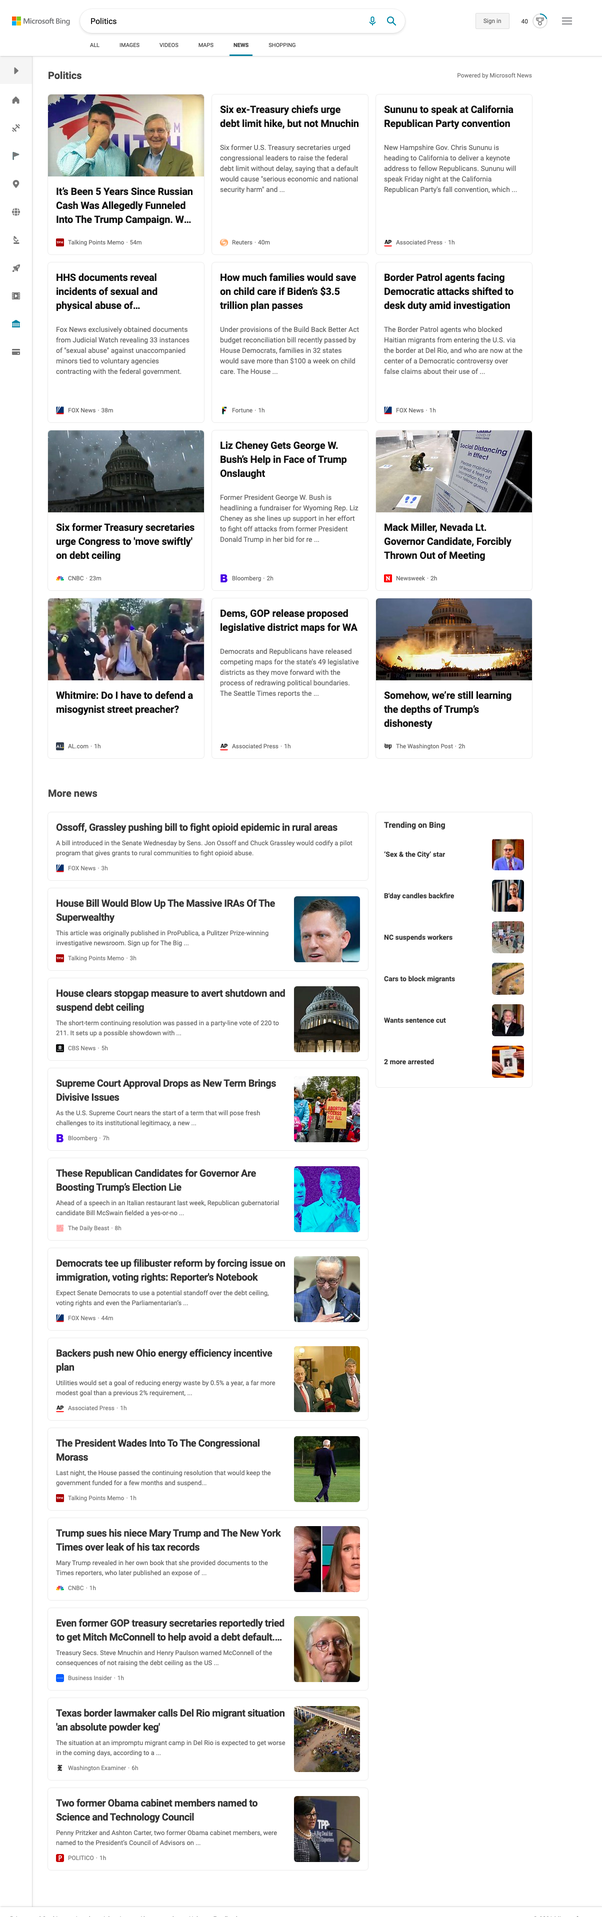 Microsoft Bing
Politics
Sign in
40
ALL IMAGES VIDEOS MAPS NEWS SHOPPING
Politics
Powered by Microsoft News
It's Been 5 Years Since Russian
Cash Was Allegedly Funneled
Into The Trump Campaign. W...
Talking Points Memo · 54m
Six ex-Treasury chiefs urge
debt limit hike, but not Mnuchin
Six former U.S. Treasury secretaries urged
congressional leaders to raise the federal
debt limit without delay, saying that a default
would cause "serious economic and national
security harm" and ...
Reuters · 40m
Sununu to speak at California
Republican Party convention
New Hampshire Gov. Chris Sununu is
heading to California to deliver a keynote
address to fellow Republicans. Sununu will
speak Friday night at the California
Republican Party's fall convention, which ...
AP Associated Press · 1h
HHS documents reveal
incidents of sexual and
physical abuse of...
Fox News exclusively obtained documents
from Judicial Watch revealing 33 instances
of "sexual abuse" against unaccompanied
minors tied to voluntary agencies
contracting with the federal government.
FOX News · 38m
How much families would save
on child care if Biden's $3.5
trillion plan passes
Under provisions of the Build Back Better Act
budget reconciliation bill recently passed by
House Democrats, families in 32 states
would save more than $100 a week on child
care. The House ...
Fortune · 1h
Border Patrol agents facing
Democratic attacks shifted to
desk duty amid investigation
The Border Patrol agents who blocked
Haitian migrants from entering the U.S. via
the border at Del Rio, and who are now at the
center of a Democratic controversy over
false claims about their use of ...
FOX News · 1h
Six former Treasury secretaries
urge Congress to 'move swiftly'
on debt ceiling
CNBC · 23m
Liz Cheney Gets George W.
Bush's Help in Face of Trump
Onslaught
Former President George W. Bush is
headlining a fundraiser for Wyoming Rep. Liz
Cheney as she lines up support in her effort
to fight off attacks from former President
Donald Trump in her bid for re ...
B Bloomberg · 2h
Social Distancing
in Effect
Mack Miller, Nevada Lt.
Governor Candidate, Forcibly
Thrown Out of Meeting
N Newsweek · 2h
Whitmire: Do I have to defend a
misogynist street preacher?
AL.com · 1h
Dems, GOP release proposed
legislative district maps for WA
Democrats and Republicans have released
competing maps for the state's 49 legislative
districts as they move forward with the
process of redrawing political boundaries.
The Seattle Times reports the ...
AP Associated Press · 1h
Somehow, we're still learning
the depths of Trump's
dishonesty
wp The Washington Post · 2h
More news
Ossoff, Grassley pushing bill to fight opioid epidemic in rural areas
A bill introduced in the Senate Wednesday by Sens. Jon Ossoff and Chuck Grassley would codify a pilot
program that gives grants to rural communities to fight opioid abuse.
FOX News · 3h
House Bill Would Blow Up The Massive IRAs Of The
Superwealthy
This article was originally published in ProPublica, a Pulitzer Prize-winning
investigative newsroom. Sign up for The Big ...
Talking Points Memo · 3h
House clears stopgap measure to avert shutdown and
suspend debt ceiling
The short-term continuing resolution was passed in a party-line vote of 220 to
211. It sets up a possible showdown with ...
CBS News · 5h
Supreme Court Approval Drops as New Term Brings
Divisive Issues
As the U.S. Supreme Court nears the start of a term that will pose fresh
challenges to its institutional legitimacy, a new ...
B Bloomberg · 7h
These Republican Candidates for Governor Are
Boosting Trump's Election Lie
Ahead of a speech in an Italian restaurant last week, Republican gubernatorial
candidate Bill McSwain fielded a yes-or-no ...
The Daily Beast · 8h
Democrats tee up filibuster reform by forcing issue on
immigration, voting rights: Reporter's Notebook
Expect Senate Democrats to use a potential standoff over the debt ceiling,
voting rights and even the Parliamentarian's ...
FOX News · 44m
Backers push new Ohio energy efficiency incentive
plan
Utilities would set a goal of reducing energy waste by 0.5% a year, a far more
modest goal than a previous 2% requirement, ...
AP Associated Press · 1h
The President Wades Into To The Congressional
Morass
Last night, the House passed the continuing resolution that would keep the
government funded for a few months and suspend...
Talking Points Memo · 1h
Trump sues his niece Mary Trump and The New York
Times over leak of his tax records
Mary Trump revealed in her own book that she provided documents to the
Times reporters, who later published an expose of ...
CNBC · 1h
Even former GOP treasury secretaries reportedly tried
to get Mitch McConnell to help avoid a debt default....
Treasury Secs. Steve Mnuchin and Henry Paulson warned McConnell of the
consequences of not raising the debt ceiling as the US ...
Business Insider · 1h
Texas border lawmaker calls Del Rio migrant situation
'an absolute powder keg'
The situation at an impromptu migrant camp in Del Rio is expected to get worse
in the coming days, according to a ...
Washington Examiner · 6h
Two former Obama cabinet members named to
Science and Technology Council
Penny Pritzker and Ashton Carter, two former Obama cabinet members, were
named to the President's Council of Advisors on ...
TPP
P POLITICO · 1h
Trending on Bing
'Sex & the City' star
B'day candles backfire
NC suspends workers
Cars to block migrants
Wants sentence cut
2 more arrested